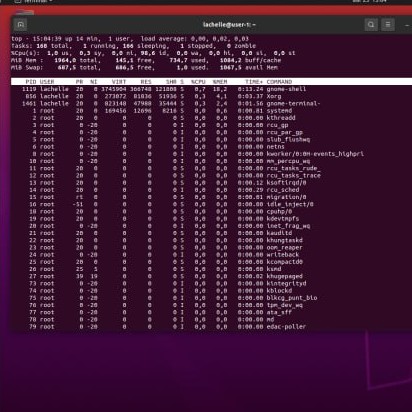 Terminal
lachelle@user-1: ~
top - 15:04:39 up 14 min, 1 user, load average: 0,00, 0,02, 0,03
Tasks: 168 total, 1 running, 166 sleeping, 1 stopped, 0 zombie
%Cpu(s): 1,0 us, 0,3 sy, 0,0 ni, 98,6 id, 0,0 wa, 0,0 hi, 0,0 si, 0,0 st
MiB Mem : 1964,0 total, 145,1 free, 734,7 used, 1084,2 buff/cache
MiB Swap: 687,5 total, 686,5 free, 1,0 used. 1067,5 avail Mem
PID USER PR NI VIRT RES SHR S %CPU %MEM TIME+ COMMAND
1119 lachelle 20 0 3745904 366748 121808 S 0,7 18,2 0:13.24 gnome-shell
856 lachelle 20 0 273072 81836 51936 S 0,3 4,1 0:03.37 Xorg
1401 lachelle 20 0 823148 47988 35444 S 0,3 2,4 0:01.56 gnome-terminal-
1 root 20 0 169456 12696 8216 S 0,0 0,6 0:00.81 systemd
2 root 20 0 0 0 0 S 0,0 0,0 0:00.00 kthreadd
3 root 0 -20 0 0 0 I 0,0 0,0 0:00.00 rcu_gp
4 root 0 -20 0 0 0 I 0,0 0,0 0:00.00 rcu_par_gp
5 root 0 -20 0 0 0 I 0,0 0,0 0:00.00 slub_flushwq
6 root 0 -20 0 0 0 I 0,0 0,0 0:00.00 netns
8 root 0 -20 0 0 0 I 0,0 0,0 0:00.00 kworker/0:0H-events_highpri
10 root 0 -20 0 0 0 I 0,0 0,0 0:00.00 mm_percpu_wq
11 root 20 0 0 0 0 S 0,0 0,0 0:00.00 rcu_tasks_rude_
12 root 20 0 0 0 0 S 0,0 0,0 0:00.00 rcu_tasks_trace
13 root 20 0 0 0 0 S 0,0 0,0 0:00.12 ksoftirqd/0
14 root 20 0 0 0 0 I 0,0 0,0 0:00.29 rcu_sched
15 root rt 0 0 0 0 S 0,0 0,0 0:00.01 migration/0
16 root -51 0 0 0 0 S 0,0 0,0 0:00.00 idle_inject/0
18 root 20 0 0 0 0 S 0,0 0,0 0:00.00 cpuhp/0
19 root 20 0 0 0 0 S 0,0 0,0 0:00.00 kdevtmpfs
20 root 0 -20 0 0 0 I 0,0 0,0 0:00.00 inet_frag_wq
21 root 20 0 0 0 0 S 0,0 0,0 0:00.00 kauditd
22 root 20 0 0 0 0 S 0,0 0,0 0:00.00 khungtaskd
23 root 20 0 0 0 0 S 0,0 0,0 0:00.00 oom_reaper
24 root 0 -20 0 0 0 I 0,0 0,0 0:00.00 writeback
25 root 20 0 0 0 0 S 0,0 0,0 0:00.00 kcompactd0
26 root 25 5 0 0 0 S 0,0 0,0 0:00.00 ksmd
27 root 39 19 0 0 0 S 0,0 0,0 0:00.02 khugepaged
73 root 0 -20 0 0 0 I 0,0 0,0 0:00.00 kintegrityd
74 root 0 -20 0 0 0 I 0,0 0,0 0:00.00 kblockd
75 root 0 -20 0 0 0 I 0,0 0,0 0:00.00 blkcg_punt_bio
76 root 0 -20 0 0 0 I 0,0 0,0 0:00.00 tpm_dev_wq
77 root 0 -20 0 0 0 I 0,0 0,0 0:00.00 ata_sff
78 root 0 -20 0 0 0 I 0,0 0,0 0:00.00 md
79 root 0 -20 0 0 0 I 0,0 0,0 0:00.00 edac-poller